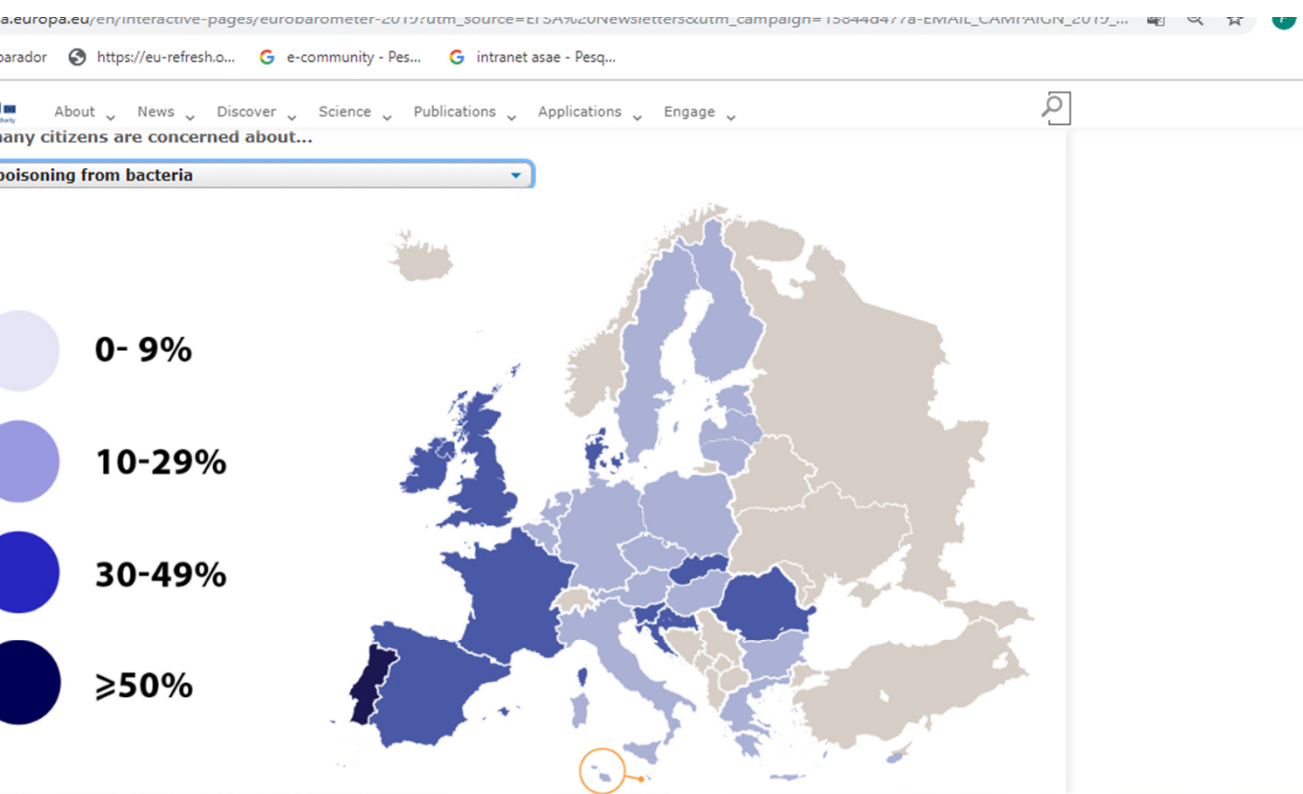 a.europa.eu/en/interactive-pages/eurobarometer-2019?utm_source=EFSA%20Newsletters&utm_campaign=15844d477a-EMAIL_CAMPAIGN_2019_...
parador https://eu-refresh.o... e-community - Pes... intranet asae - Pesq...
About News Discover Science Publications Applications Engage
many citizens are concerned about...
poisoning from bacteria
0- 9%
10-29%
30-49%
⩾50%